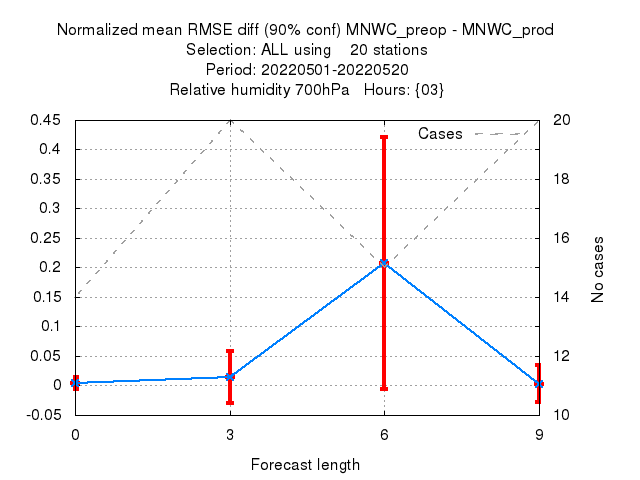 Normalized mean RMSE diff (90% conf) MNWC_preop - MNWC_prod
Selection: ALL using    20 stations
Period: 20220501-20220520
Relative humidity 700hPa   Hours: {03}
0.45
0.4
0.35
0.3
0.25
0.2
0.15
0.1
0.05
0
-0.05
Cases
20
18
16
14
12
10
No cases
0 3 6 9
Forecast length